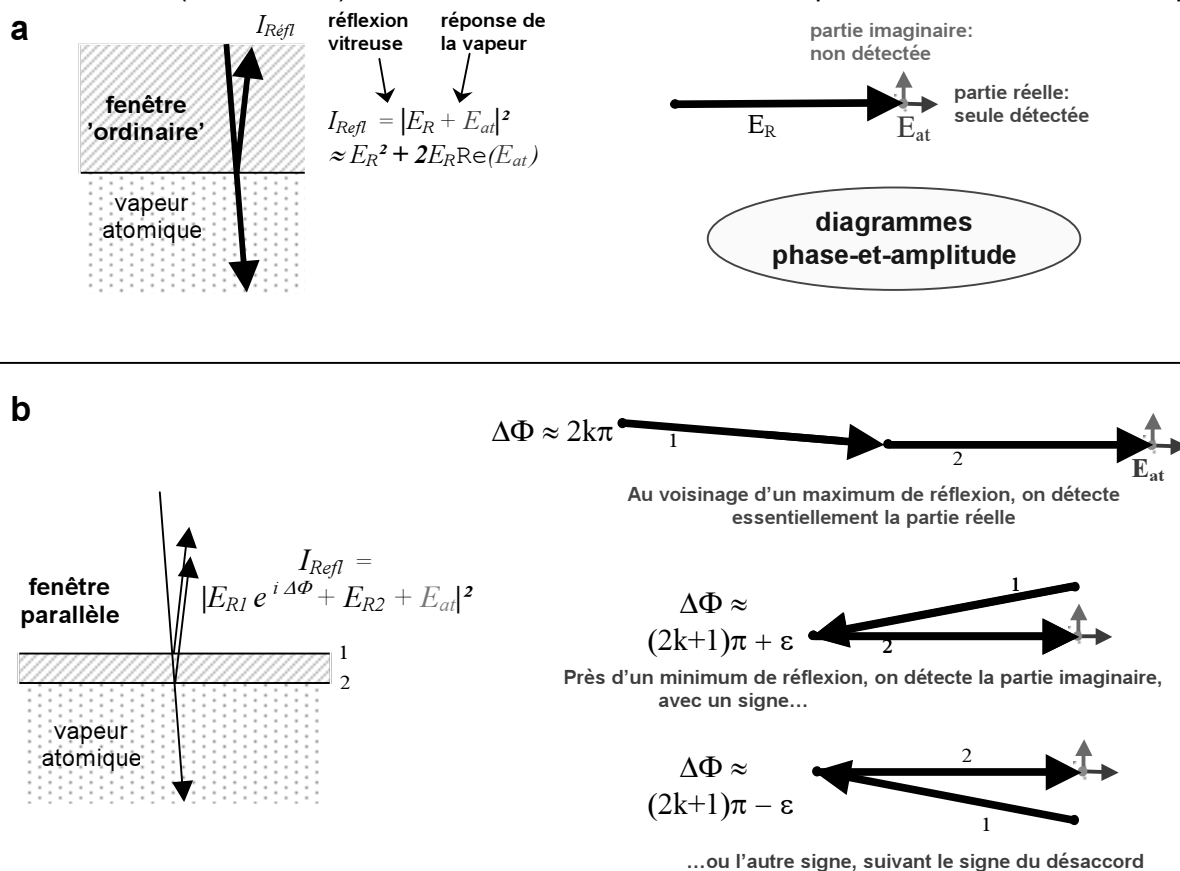 a
I_Réfl
réflexion
vitreuse
réponse de
la vapeur
fenêtre
'ordinaire'
I_Refl = |E_R + E_at|²
≈ E_R² + 2E_R Re(E_at)
vapeur
atomique
partie imaginaire:
non détectée
partie réelle:
seule détectée
E_R
E_at
diagrammes
phase-et-amplitude
b
ΔΦ ≈ 2kπ
1
2
E_at
Au voisinage d'un maximum de réflexion, on détecte
essentiellement la partie réelle
I_Refl =
|E_R1 e^iΔΦ + E_R2 + E_at|²
fenêtre
parallèle
1
2
vapeur
atomique
ΔΦ ≈
(2k+1)π + ε
1
2
Près d'un minimum de réflexion, on détecte la partie imaginaire,
avec un signe…
ΔΦ ≈
(2k+1)π − ε
2
1
…ou l'autre signe, suivant le signe du désaccord